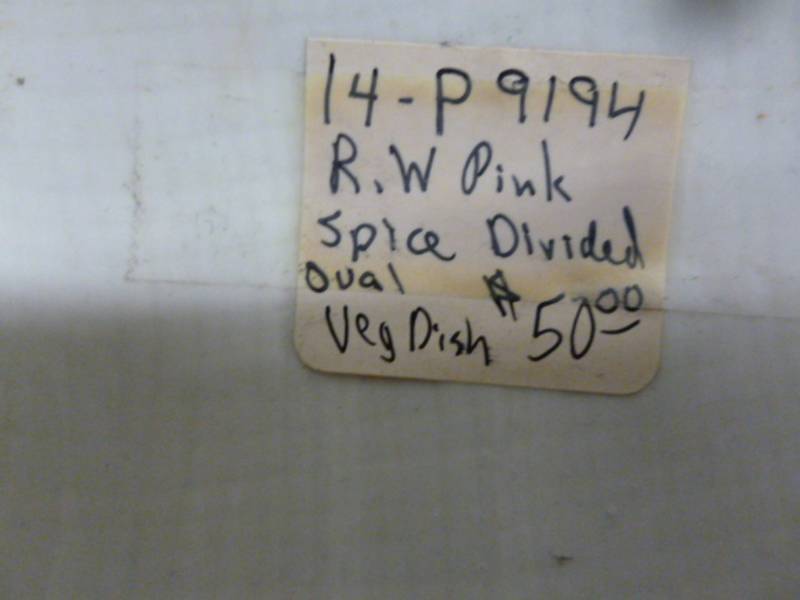 14-P 9194
R.W Pink
Spice Divided
Oval
Veg Dish $50.00